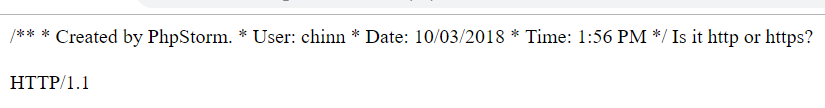 /** * Created by PhpStorm. * User: chinn * Date: 10/03/2018 * Time: 1:56 PM */ Is it http or https?
HTTP/1.1